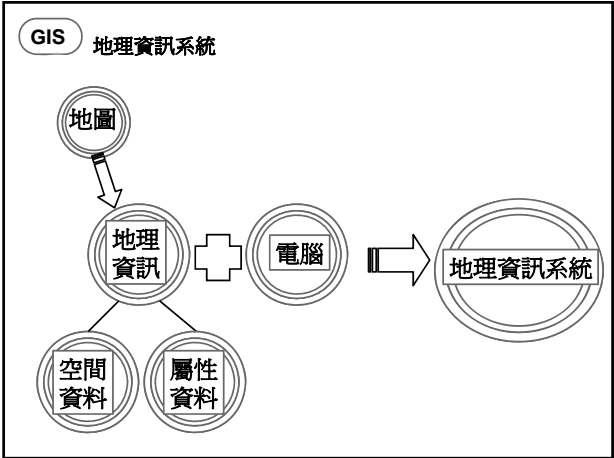 GIS
地理資訊系統
地圖
地理
資訊
電腦
地理資訊系統
空間
資料
屬性
資料